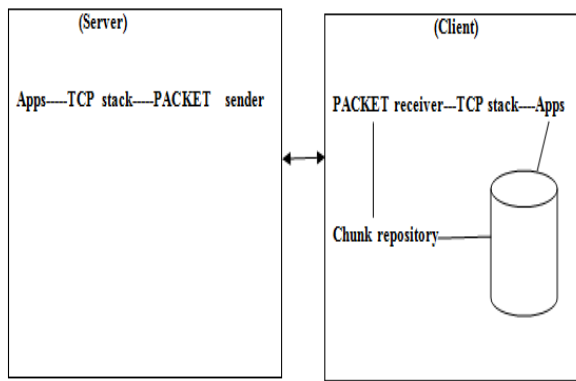 (Server)
Apps-----TCP stack-----PACKET sender
(Client)
PACKET receiver---TCP stack----Apps
Chunk repository